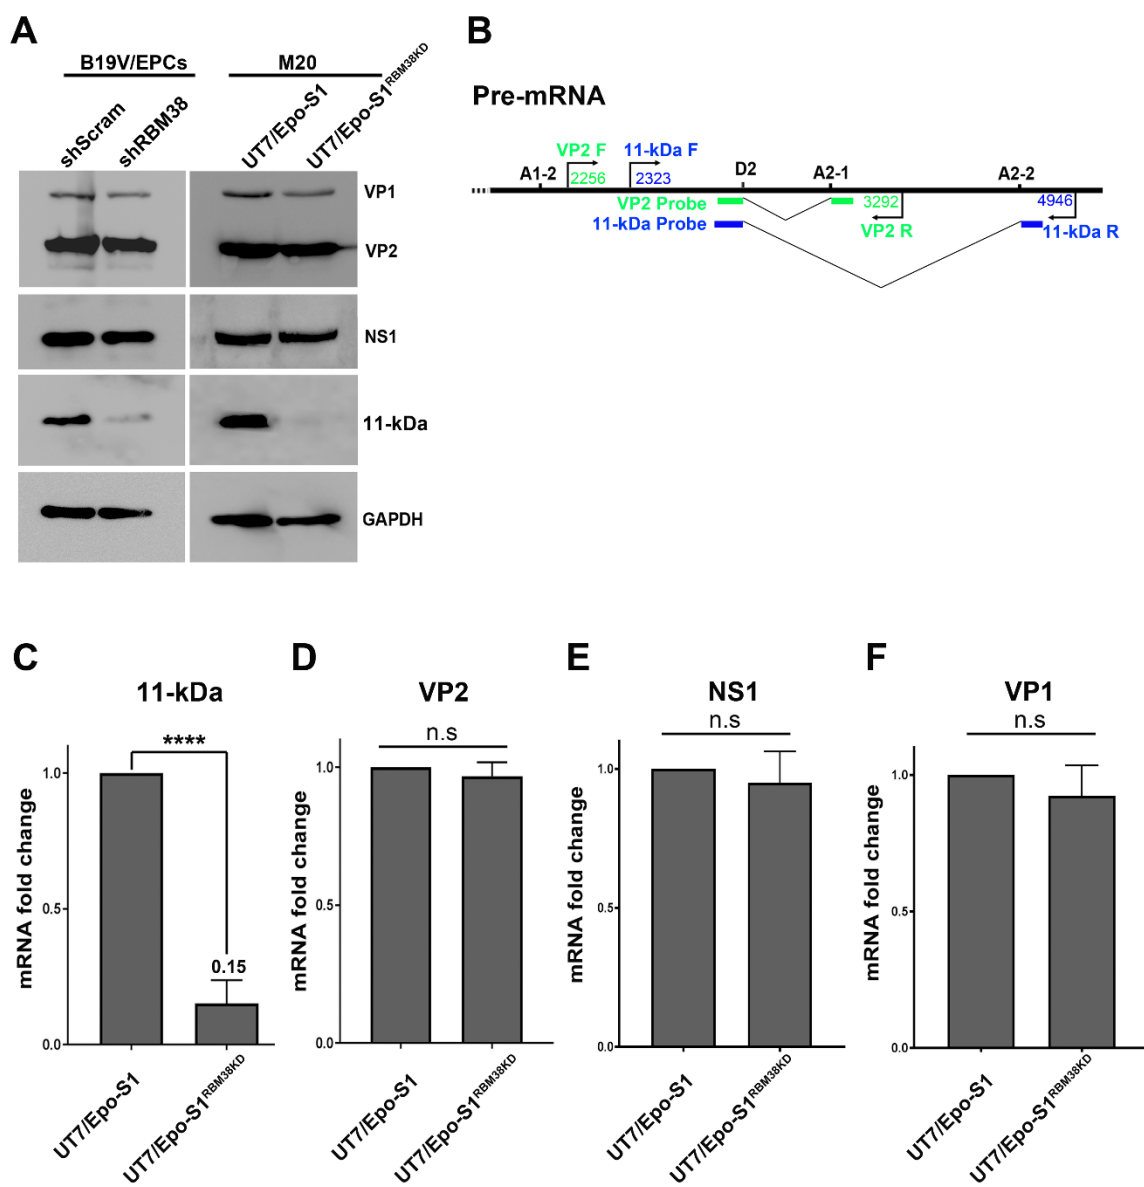 A
B19V/EPCs
M20
shScram
shRBM38
UT7/Epo-S1
UT7/Epo-S1RBM38KD
VP1
VP2
NS1
11-kDa
GAPDH
B
Pre-mRNA
VP2 F
11-kDa F
A1-2
2256
2323
D2
A2-1
A2-2
VP2 Probe
3292
4946
11-kDa Probe
VP2 R
11-kDa R
C
11-kDa
****
mRNA fold change
1.0
0.5
0.0
0.15
UT7/Epo-S1
UT7/Epo-S1RBM38KD
D
VP2
n.s
mRNA fold change
1.0
0.5
0.0
UT7/Epo-S1
UT7/Epo-S1RBM38KD
E
NS1
n.s
mRNA fold change
1.0
0.5
0.0
UT7/Epo-S1
UT7/Epo-S1RBM38KD
F
VP1
n.s
mRNA fold change
1.0
0.5
0.0
UT7/Epo-S1
UT7/Epo-S1RBM38KD